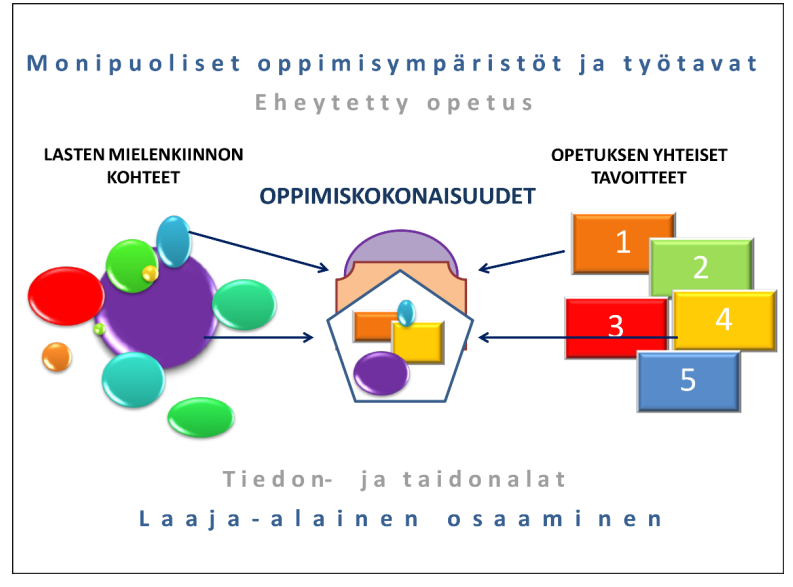 Monipuoliset oppimisympäristöt ja työtavat
Eheytetty opetus
LASTEN MIELENKIINNON
KOHTEET
OPPIMISKOKONAISUUDET
OPETUKSEN YHTEISET
TAVOITTEET
1
2
3
4
5
Tiedon- ja taidonalat
Laaja-alainen osaaminen